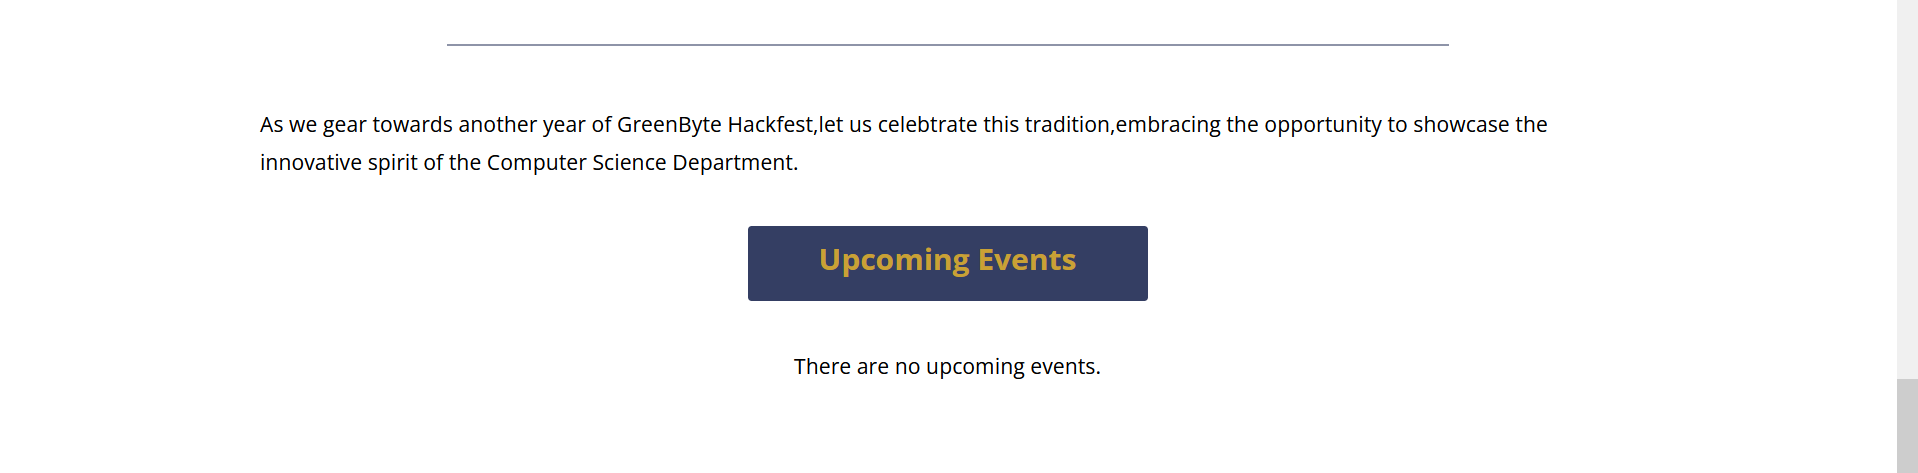 As we gear towards another year of GreenByte Hackfest,let us celebtrate this tradition,embracing the opportunity to showcase the
innovative spirit of the Computer Science Department.
Upcoming Events
There are no upcoming events.